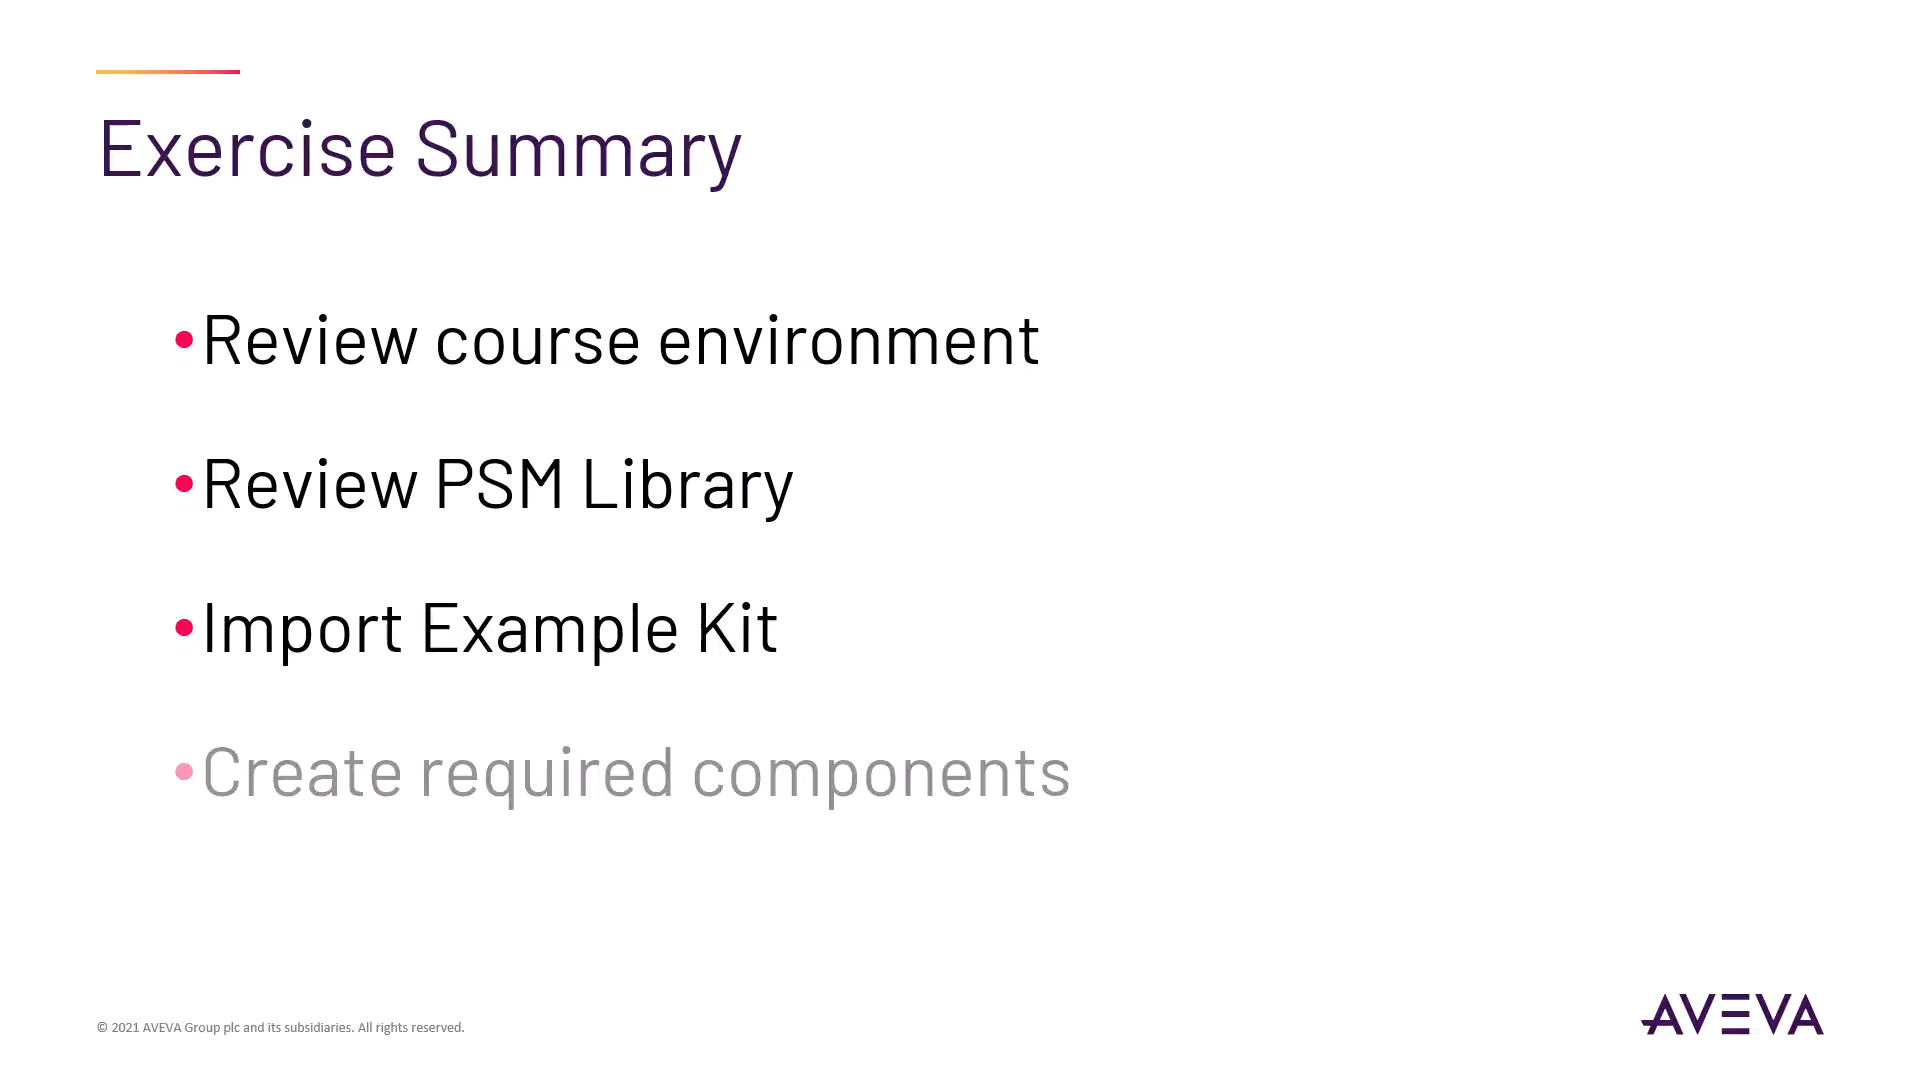 Exercise Summary
• Review course environment
• Review PSM Library
• Import Example Kit
• Create required components
© 2021 AVEVA Group plc and its subsidiaries. All rights reserved.
AVEVA